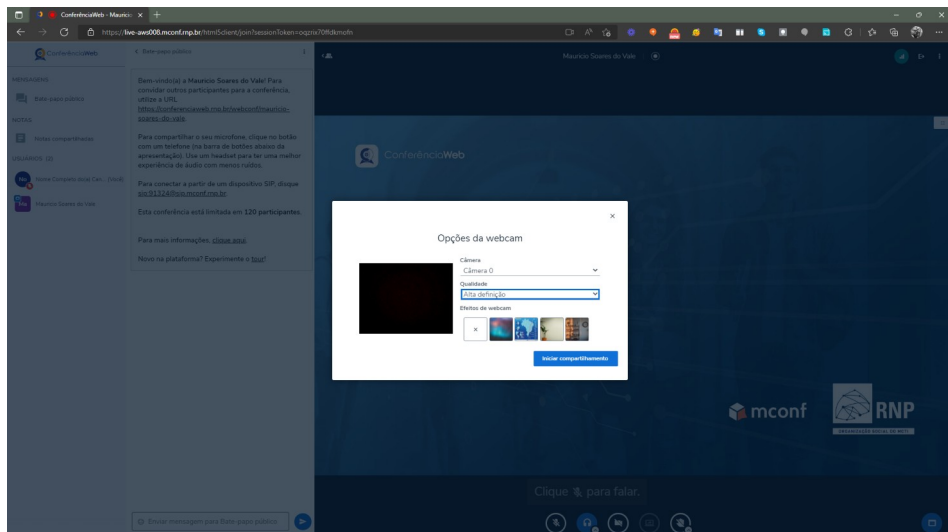 ConferênciaWeb - Mauricio
https://live-aws008.mconf.rnp.br/html5client/join?sessionToken=oqznx70ffdkmofn
ConferênciaWeb
MENSAGENS
Bate-papo público
NOTAS
Notas compartilhadas
USUÁRIOS (2)
Mauricio Soares do Vale
Bate-papo público
Bem-vindo(a) a Mauricio Soares do Vale! Para
convidar outros participantes para a conferência,
utilize a URL
https://conferenciaweb.rnp.br/webconf/mauricio-
soares-do-vale.
Para compartilhar o seu microfone, clique no botão
com um telefone (na barra de botões abaixo da
apresentação). Use um headset para ter uma melhor
experiência de áudio com menos ruídos.
Para conectar a partir de um dispositivo SIP, disque
Esta conferência está limitada em 120 participantes.
Para mais informações, clique aqui.
Novo na plataforma? Experimente o tour!
Enviar mensagem para Bate-papo público
Mauricio Soares do Vale
ConferênciaWeb
Opções da webcam
Câmera
Câmera 0
Qualidade
Alta definição
Efeitos de webcam
Iniciar compartilhamento
mconf
RNP
Clique para falar.